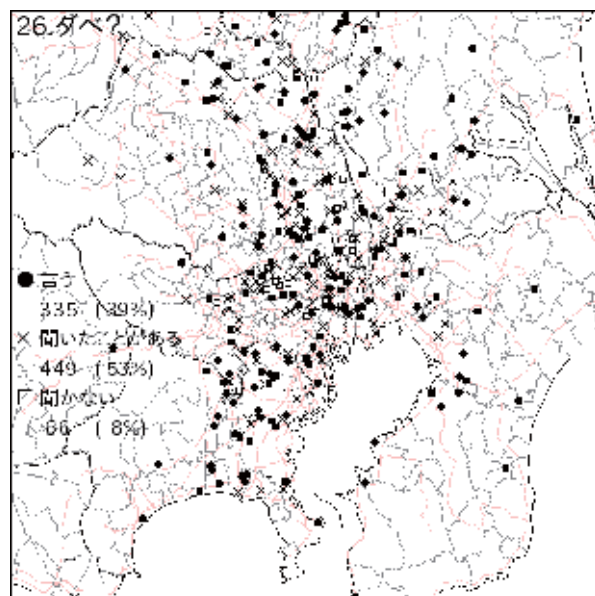 26.ダベ?
● 言う
335 (39%)
× 聞いたことがある
449 (53%)
聞かない
66 (8%)